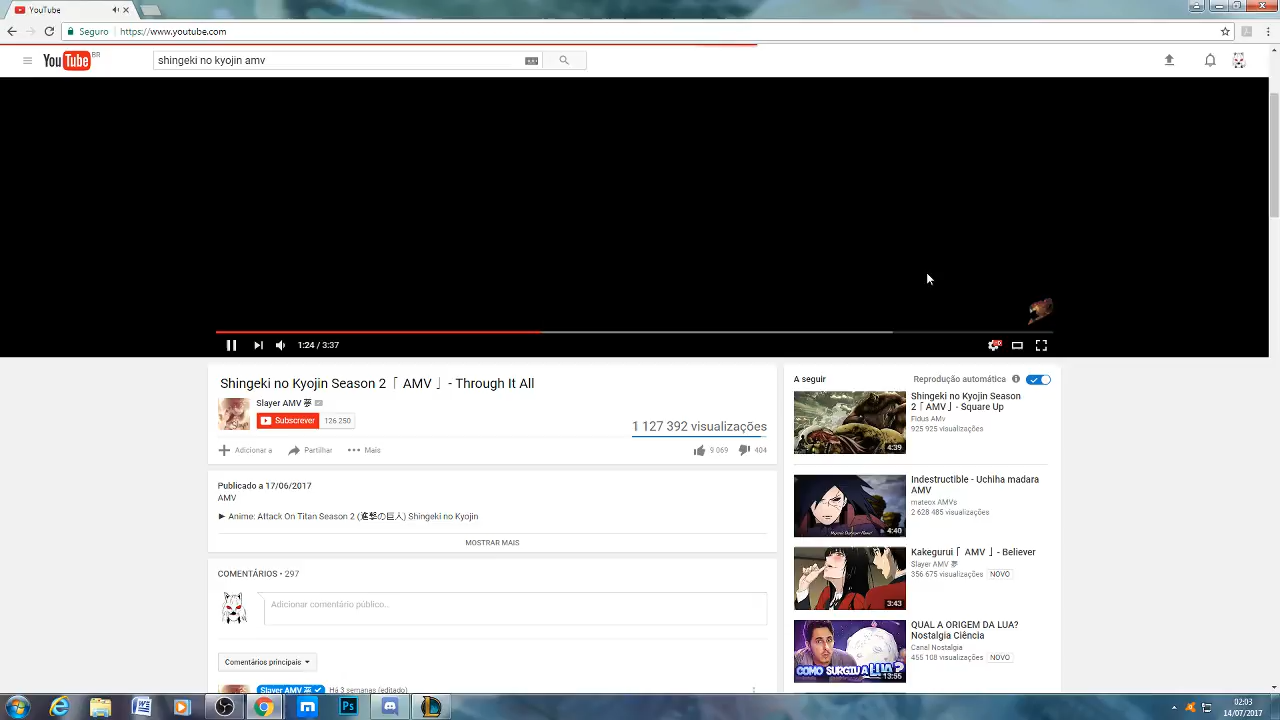 YouTube
Seguro
https://www.youtube.com
YouTube BR
shingeki no kyojin amv
1:24 / 3:37
Shingeki no Kyojin Season 2「 AMV 」 - Through It All
Slayer AMV 夢
Subscrever
126 250
1 127 392 visualizações
Adicionar a
Partilhar
Mais
9 069
404
Publicado a 17/06/2017
AMV
► Anime: Attack On Titan Season 2 (進撃の巨人) Shingeki no Kyojin
MOSTRAR MAIS
COMENTÁRIOS • 297
Adicionar comentário público...
Comentários principais
Slayer AMV 夢
Há 3 semanas (editado)
A seguir
Reprodução automática
Shingeki no Kyojin Season
2「AMV」 - Square Up
Fidus AMv
925 925 visualizações
4:39
Indestructible - Uchiha madara
AMV
mateox AMVs
2 628 485 visualizações
4:40
Kakegurui「 AMV 」 - Believer
Slayer AMV 夢
356 675 visualizações
NOVO
3:43
QUAL A ORIGEM DA LUA?
Nostalgia Ciência
Canal Nostalgia
455 108 visualizações
NOVO
COMO SURGIU A LUA?
13:55
Ps
02:03
14/07/2017